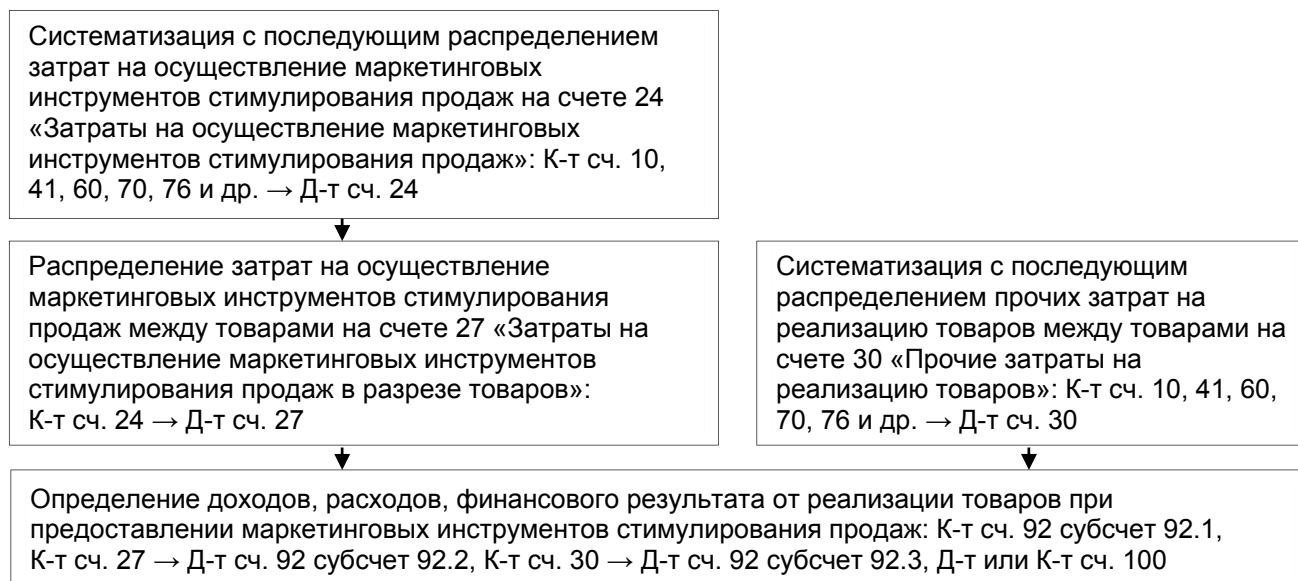 Систематизация с последующим распределением
затрат на осуществление маркетинговых
инструментов стимулирования продаж на счете 24
«Затраты на осуществление маркетинговых
инструментов стимулирования продаж»: К-т сч. 10,
41, 60, 70, 76 и др. → Д-т сч. 24
Распределение затрат на осуществление
маркетинговых инструментов стимулирования
продаж между товарами на счете 27 «Затраты на
осуществление маркетинговых инструментов
стимулирования продаж в разрезе товаров»:
К-т сч. 24 → Д-т сч. 27
Систематизация с последующим
распределением прочих затрат на
реализацию товаров между товарами на
счете 30 «Прочие затраты на
реализацию товаров»: К-т сч. 10, 41, 60,
70, 76 и др. → Д-т сч. 30
Определение доходов, расходов, финансового результата от реализации товаров при
предоставлении маркетинговых инструментов стимулирования продаж: К-т сч. 92 субсчет 92.1,
К-т сч. 27 → Д-т сч. 92 субсчет 92.2, К-т сч. 30 → Д-т сч. 92 субсчет 92.3, Д-т или К-т сч. 100